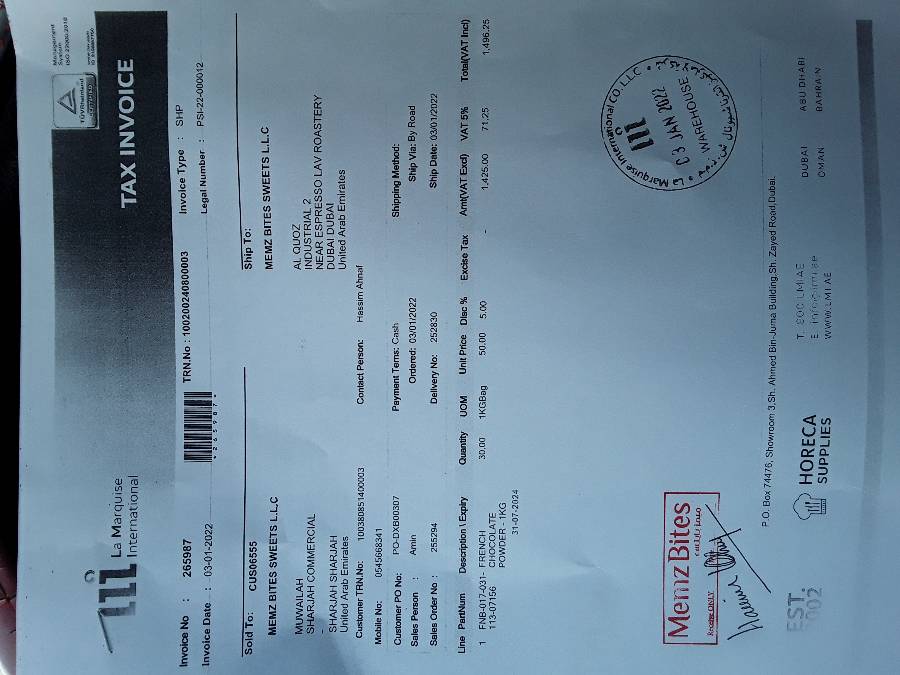 La Marquise
International
TAX INVOICE
TÜVRheinland
CERTIFIED
Management
System
ISO 22000:2018
www.tuv.com
Invoice No : 265987
*265987*
TRN.No : 100200240800003
Invoice Type : SHP
Invoice Date : 03-01-2022
Legal Number : PSI-22-000012
Sold To: CUS06555
MEMZ BITES SWEETS L.L.C
MUWAILAH
SHARJAH COMMERCIAL
SHARJAH SHARJAH
United Arab Emirates
Customer TRN.No: 100380851400003
Contact Person: Hassim Ahnaf
Mobile No: 0545668341
Ship To:
MEMZ BITES SWEETS L.L.C
AL QUOZ
INDUSTRIAL 2
NEAR ESPRESSO LAV ROASTERY
DUBAI DUBAI
United Arab Emirates
Customer PO No: PO-DXB00307
Payment Terms: Cash
Shipping Method:
Sales Person : Amin
Ordered: 03/01/2022
Ship Via: By Road
Sales Order No : 255294
Delivery No: 252830
Ship Date: 03/01/2022
Line PartNum Description \ Expiry Quantity UOM Unit Price Disc % Excise Tax Amt(VAT Excl) VAT 5% Total(VAT Incl)
1 FNB-017-031- FRENCH 30.00 1KGBag 50.00 5.00 - 1,425.00 71.25 1,496.25
113-07156 CHOCOLATE
POWDER - 1KG
31-07-2024
Memz Bites
Receive ONLY
La Marquise International CO. L.L.C
03 JAN 2022
WAREHOUSE
P.O. Box 74476, Showroom 3,Sh. Ahmed Bin-Juma Building,Sh. Zayed Road,Dubai.
EST.
2002
HORECA
SUPPLIES
T. 800 LMI AE
E. info@lmi.ae
WWW.LMI.AE
DUBAI
OMAN
ABU DHABI
BAHRAIN